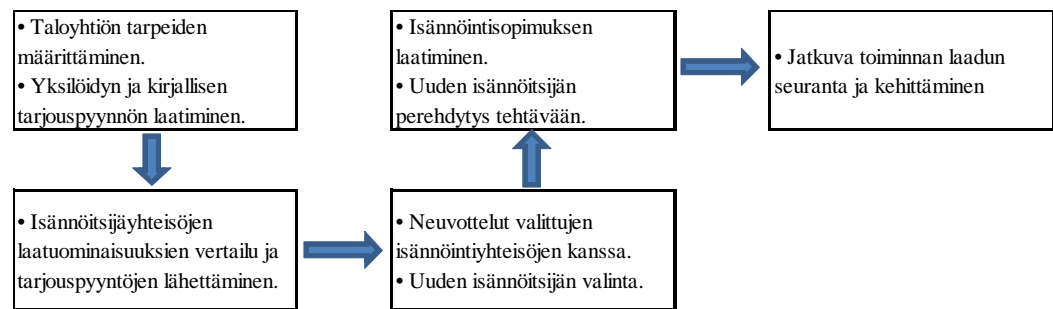 • Taloyhtiön tarpeiden
määrittäminen.
• Yksilöidyn ja kirjallisen
tarjouspyynnön laatiminen.
• Isännöitsijäyhteisöjen
laatuominaisuuksien vertailu ja
tarjouspyyntöjen lähettäminen.
• Neuvottelut valittujen
isännöintiyhteisöjen kanssa.
• Uuden isännöitsijän valinta.
• Isännöintisopimuksen
laatiminen.
• Uuden isännöitsijän
perehdytys tehtävään.
• Jatkuva toiminnan laadun
seuranta ja kehittäminen